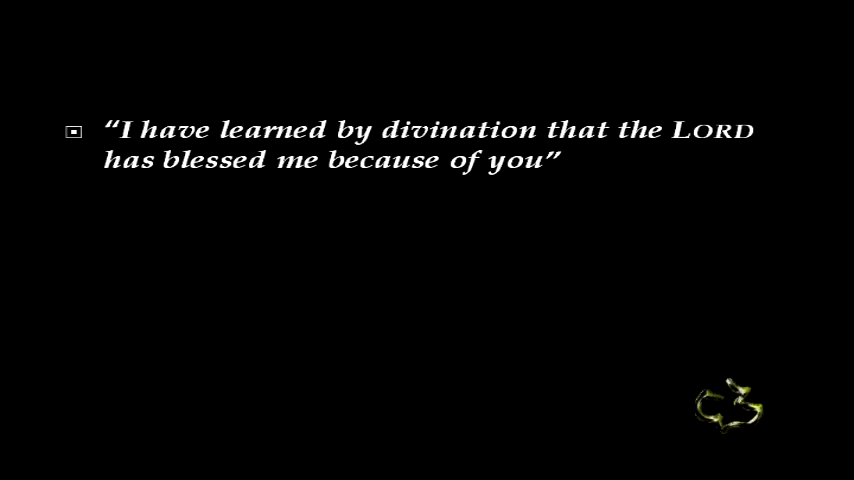 “I have learned by divination that the LORD
has blessed me because of you”